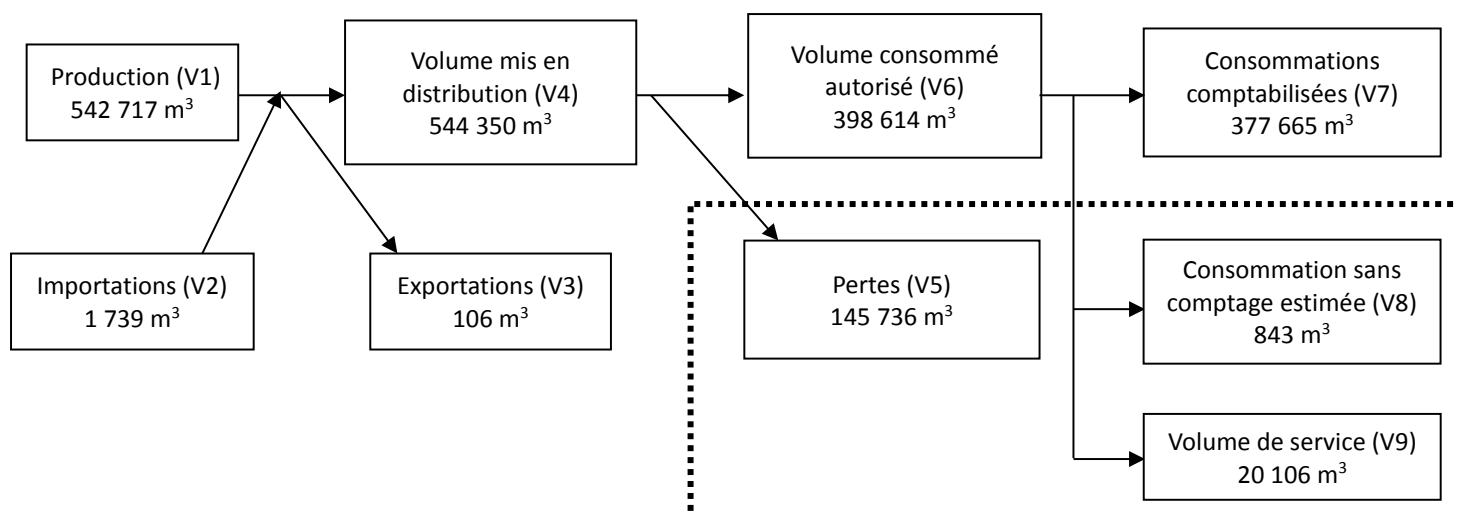 Production (V1)
542 717 m³
Volume mis en
distribution (V4)
544 350 m³
Volume consommé
autorisé (V6)
398 614 m³
Consommations
comptabilisées (V7)
377 665 m³
Importations (V2)
1 739 m³
Exportations (V3)
106 m³
Pertes (V5)
145 736 m³
Consommation sans
comptage estimée (V8)
843 m³
Volume de service (V9)
20 106 m³